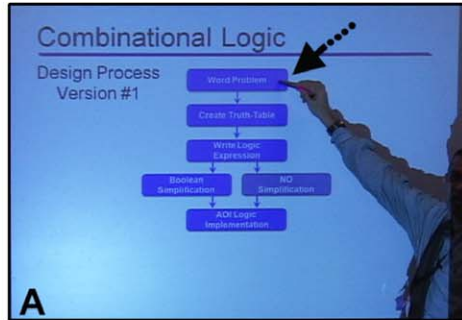 Combinational Logic
Design Process
Version #1
Word Problem
Create Truth-Table
Write Logic
Expression
Boolean
Simplification
NO
Simplification
AOI Logic
Implementation
A